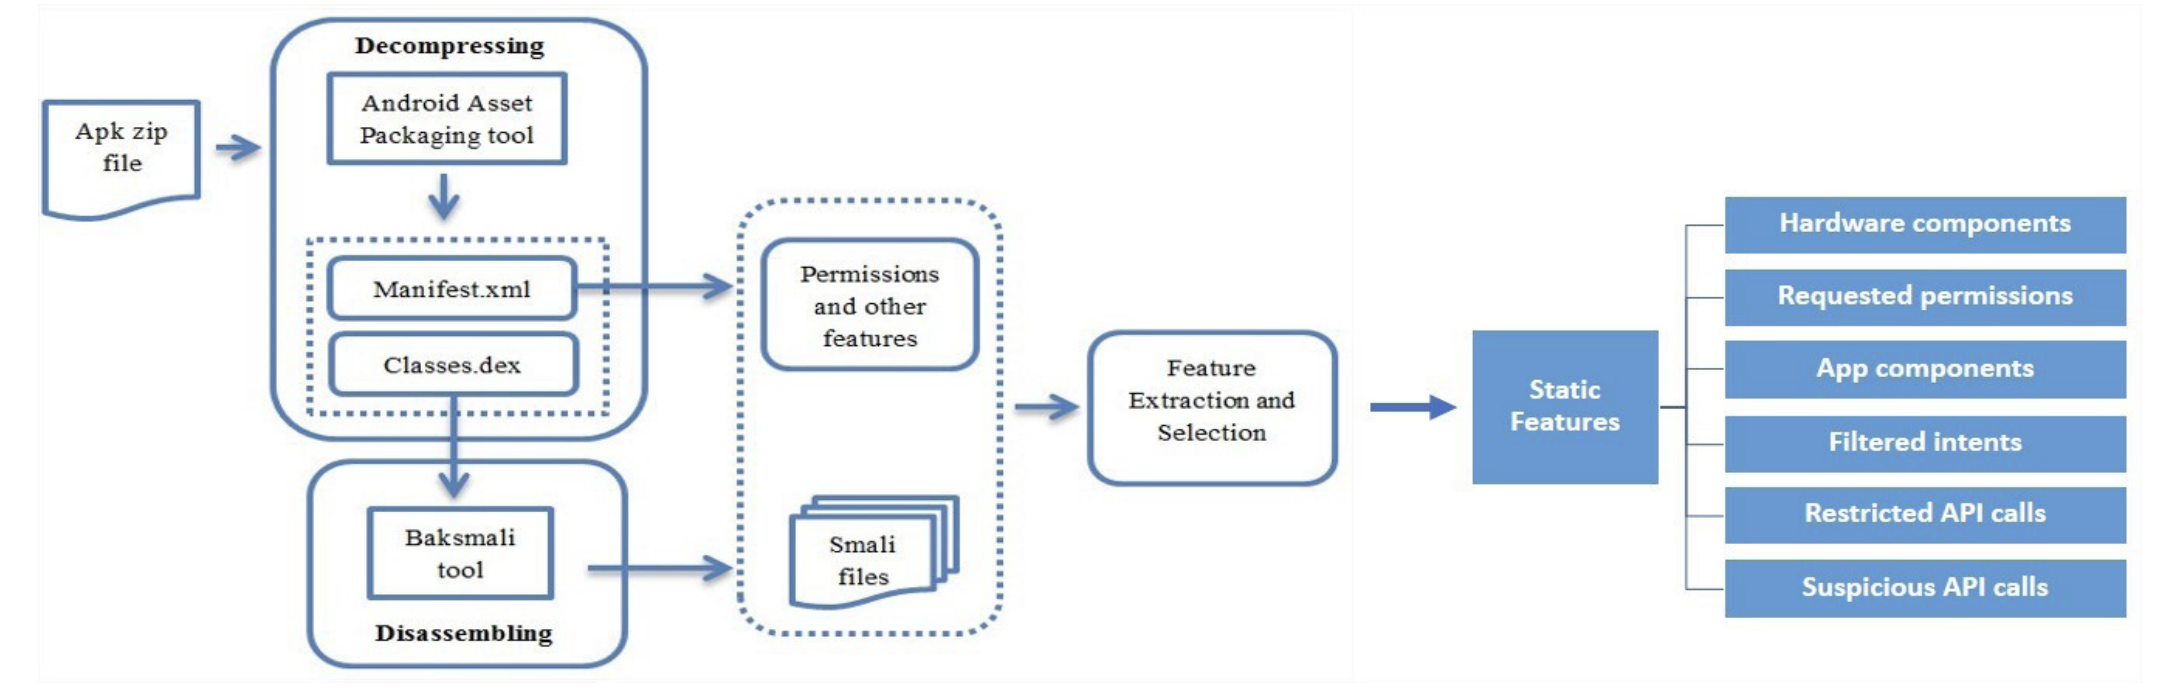 Decompressing
Android Asset
Packaging tool
Apk zip
file
Manifest.xml
Classes.dex
Baksmali
tool
Disassembling
Permissions
and other
features
Smali
files
Feature
Extraction and
Selection
Static
Features
Hardware components
Requested permissions
App components
Filtered intents
Restricted API calls
Suspicious API calls